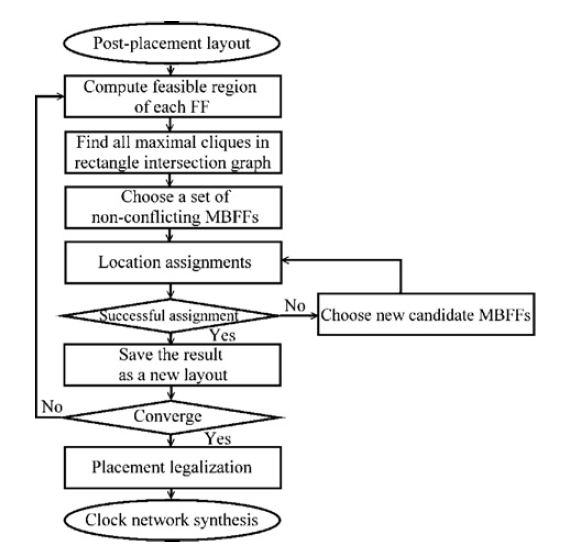 Post-placement layout
Compute feasible region
of each FF
Find all maximal cliques in
rectangle intersection graph
Choose a set of
non-conflicting MBFFs
Location assignments
Successful assignment
No
Choose new candidate MBFFs
Yes
Save the result
as a new layout
No
Converge
Yes
Placement legalization
Clock network synthesis